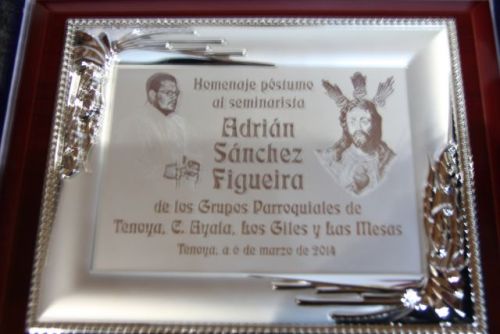 Homenaje póstumo
al seminarista
Adrián
Sánchez
Figueira
de los Grupos Parroquiales de
Tenoya, C. Ayala, Los Giles y Las Mesas
Tenoya, a 6 de marzo de 2014